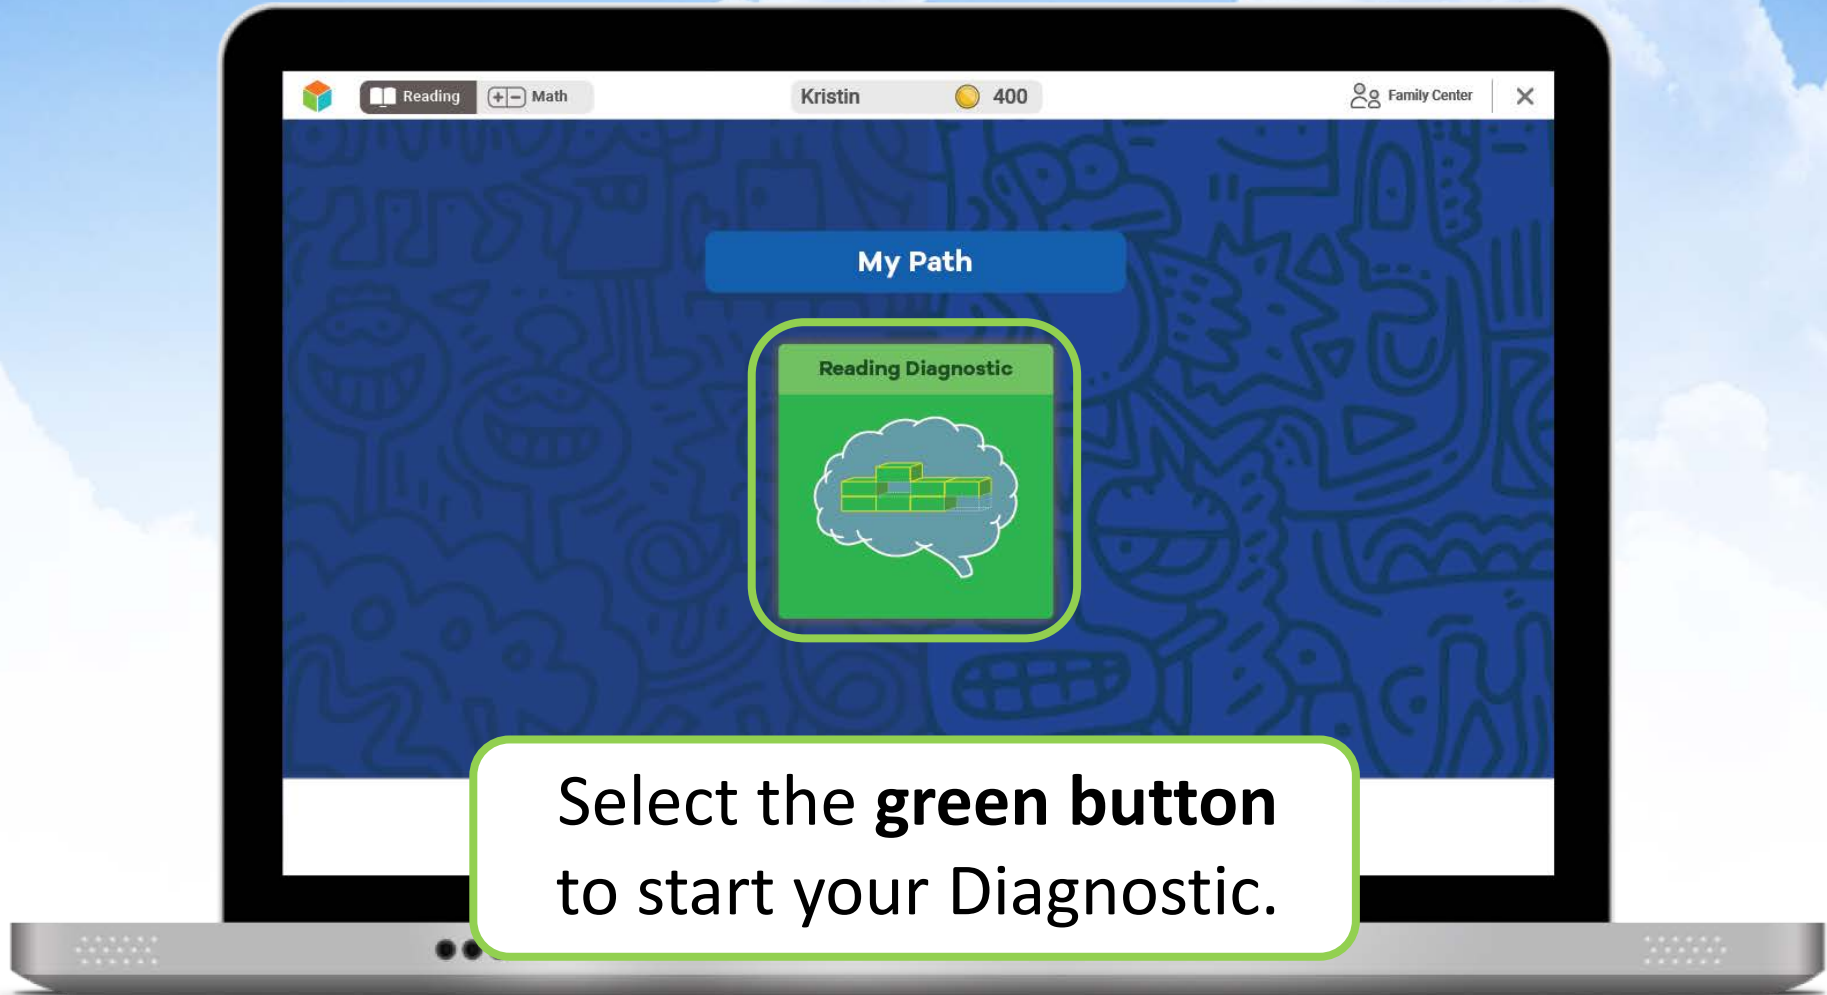 Reading
Math
Kristin
400
Family Center
My Path
Reading Diagnostic
Select the green button
to start your Diagnostic.